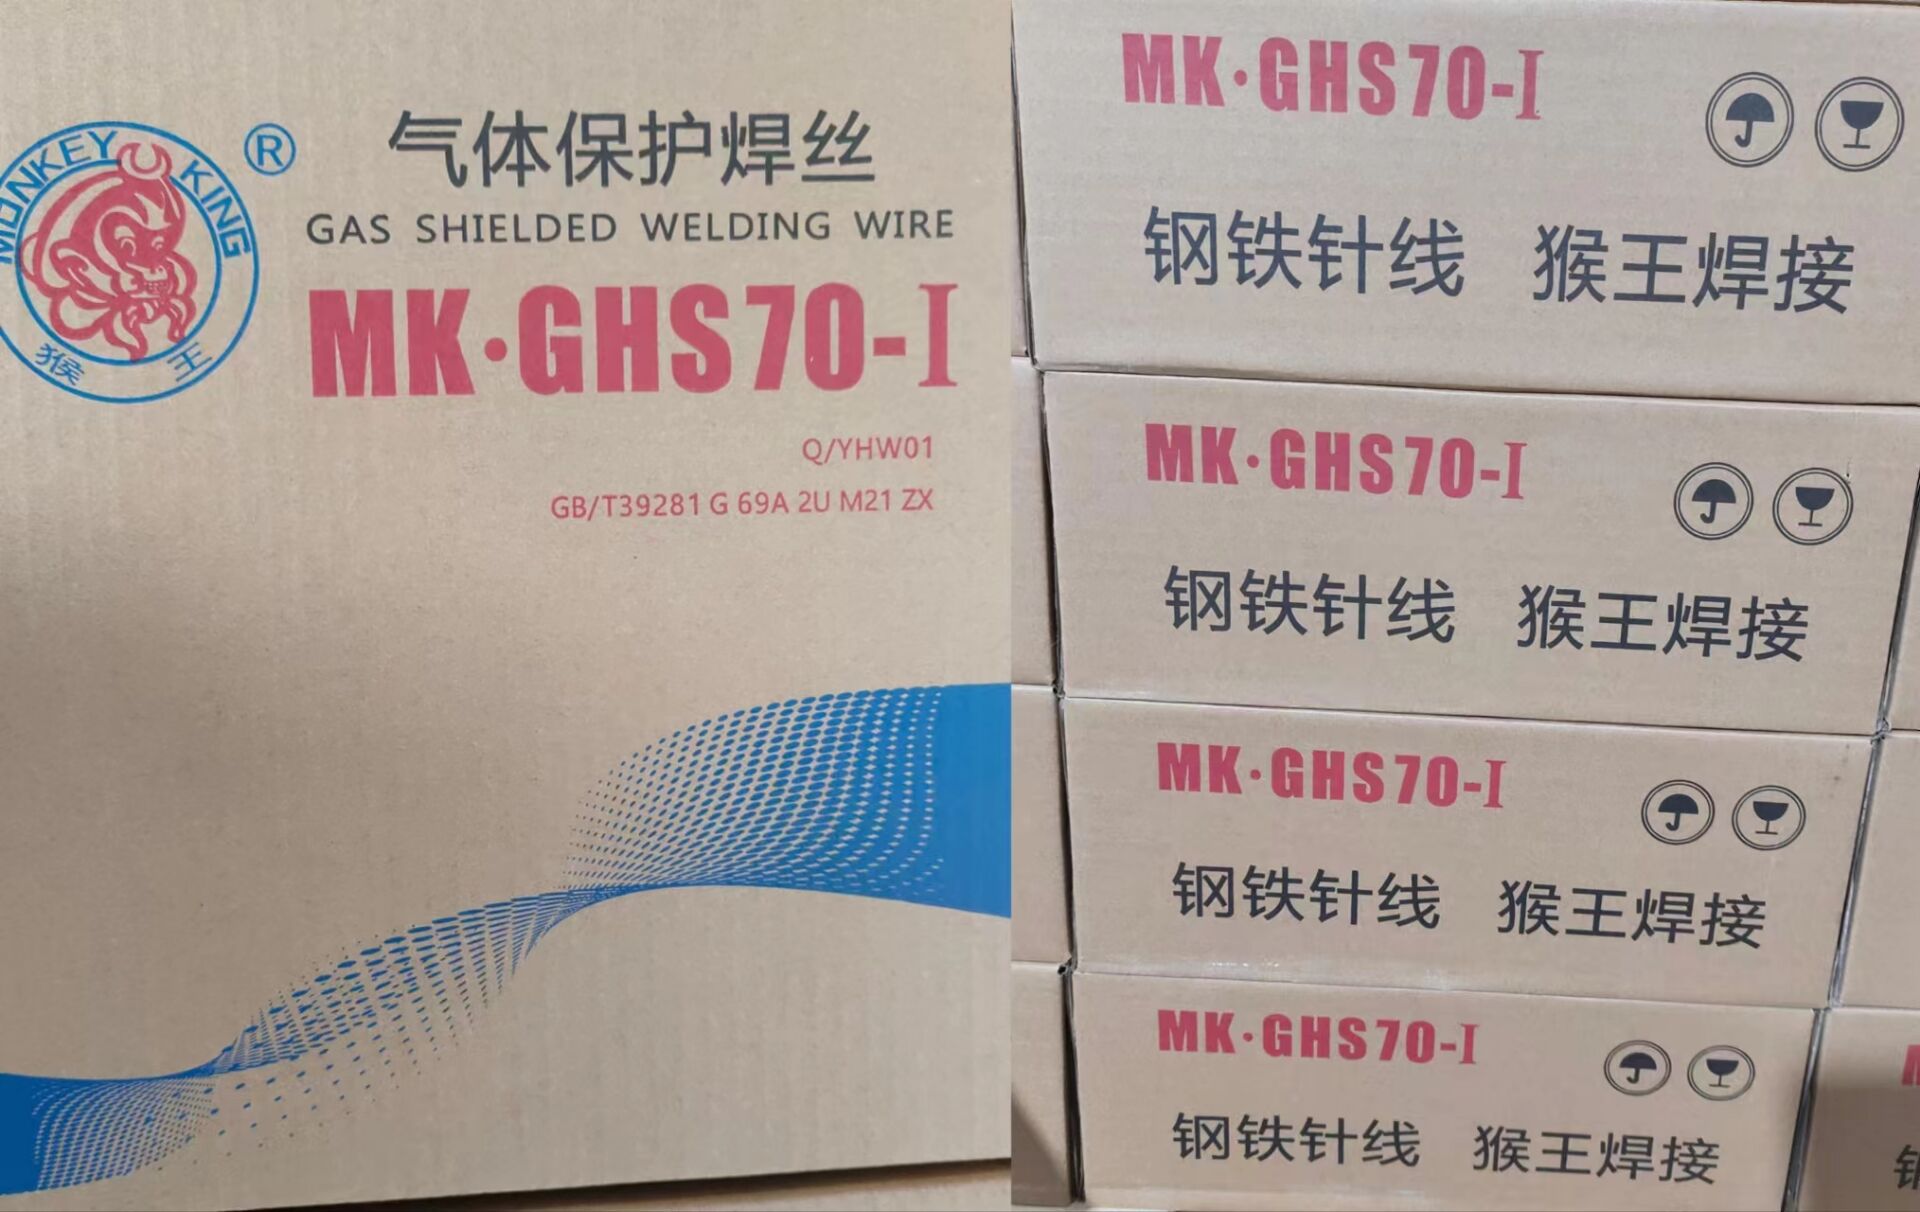 MONKEY KING
®
猴王
气体保护焊丝
GAS SHIELDED WELDING WIRE
MK·GHS70-I
Q/YHW01
GB/T39281 G 69A 2U M21 ZX
MK·GHS70-I
钢铁针线 猴王焊接
MK·GHS70-I
钢铁针线 猴王焊接
MK·GHS70-I
钢铁针线 猴王焊接
MK·GHS70-I
钢铁针线 猴王焊接